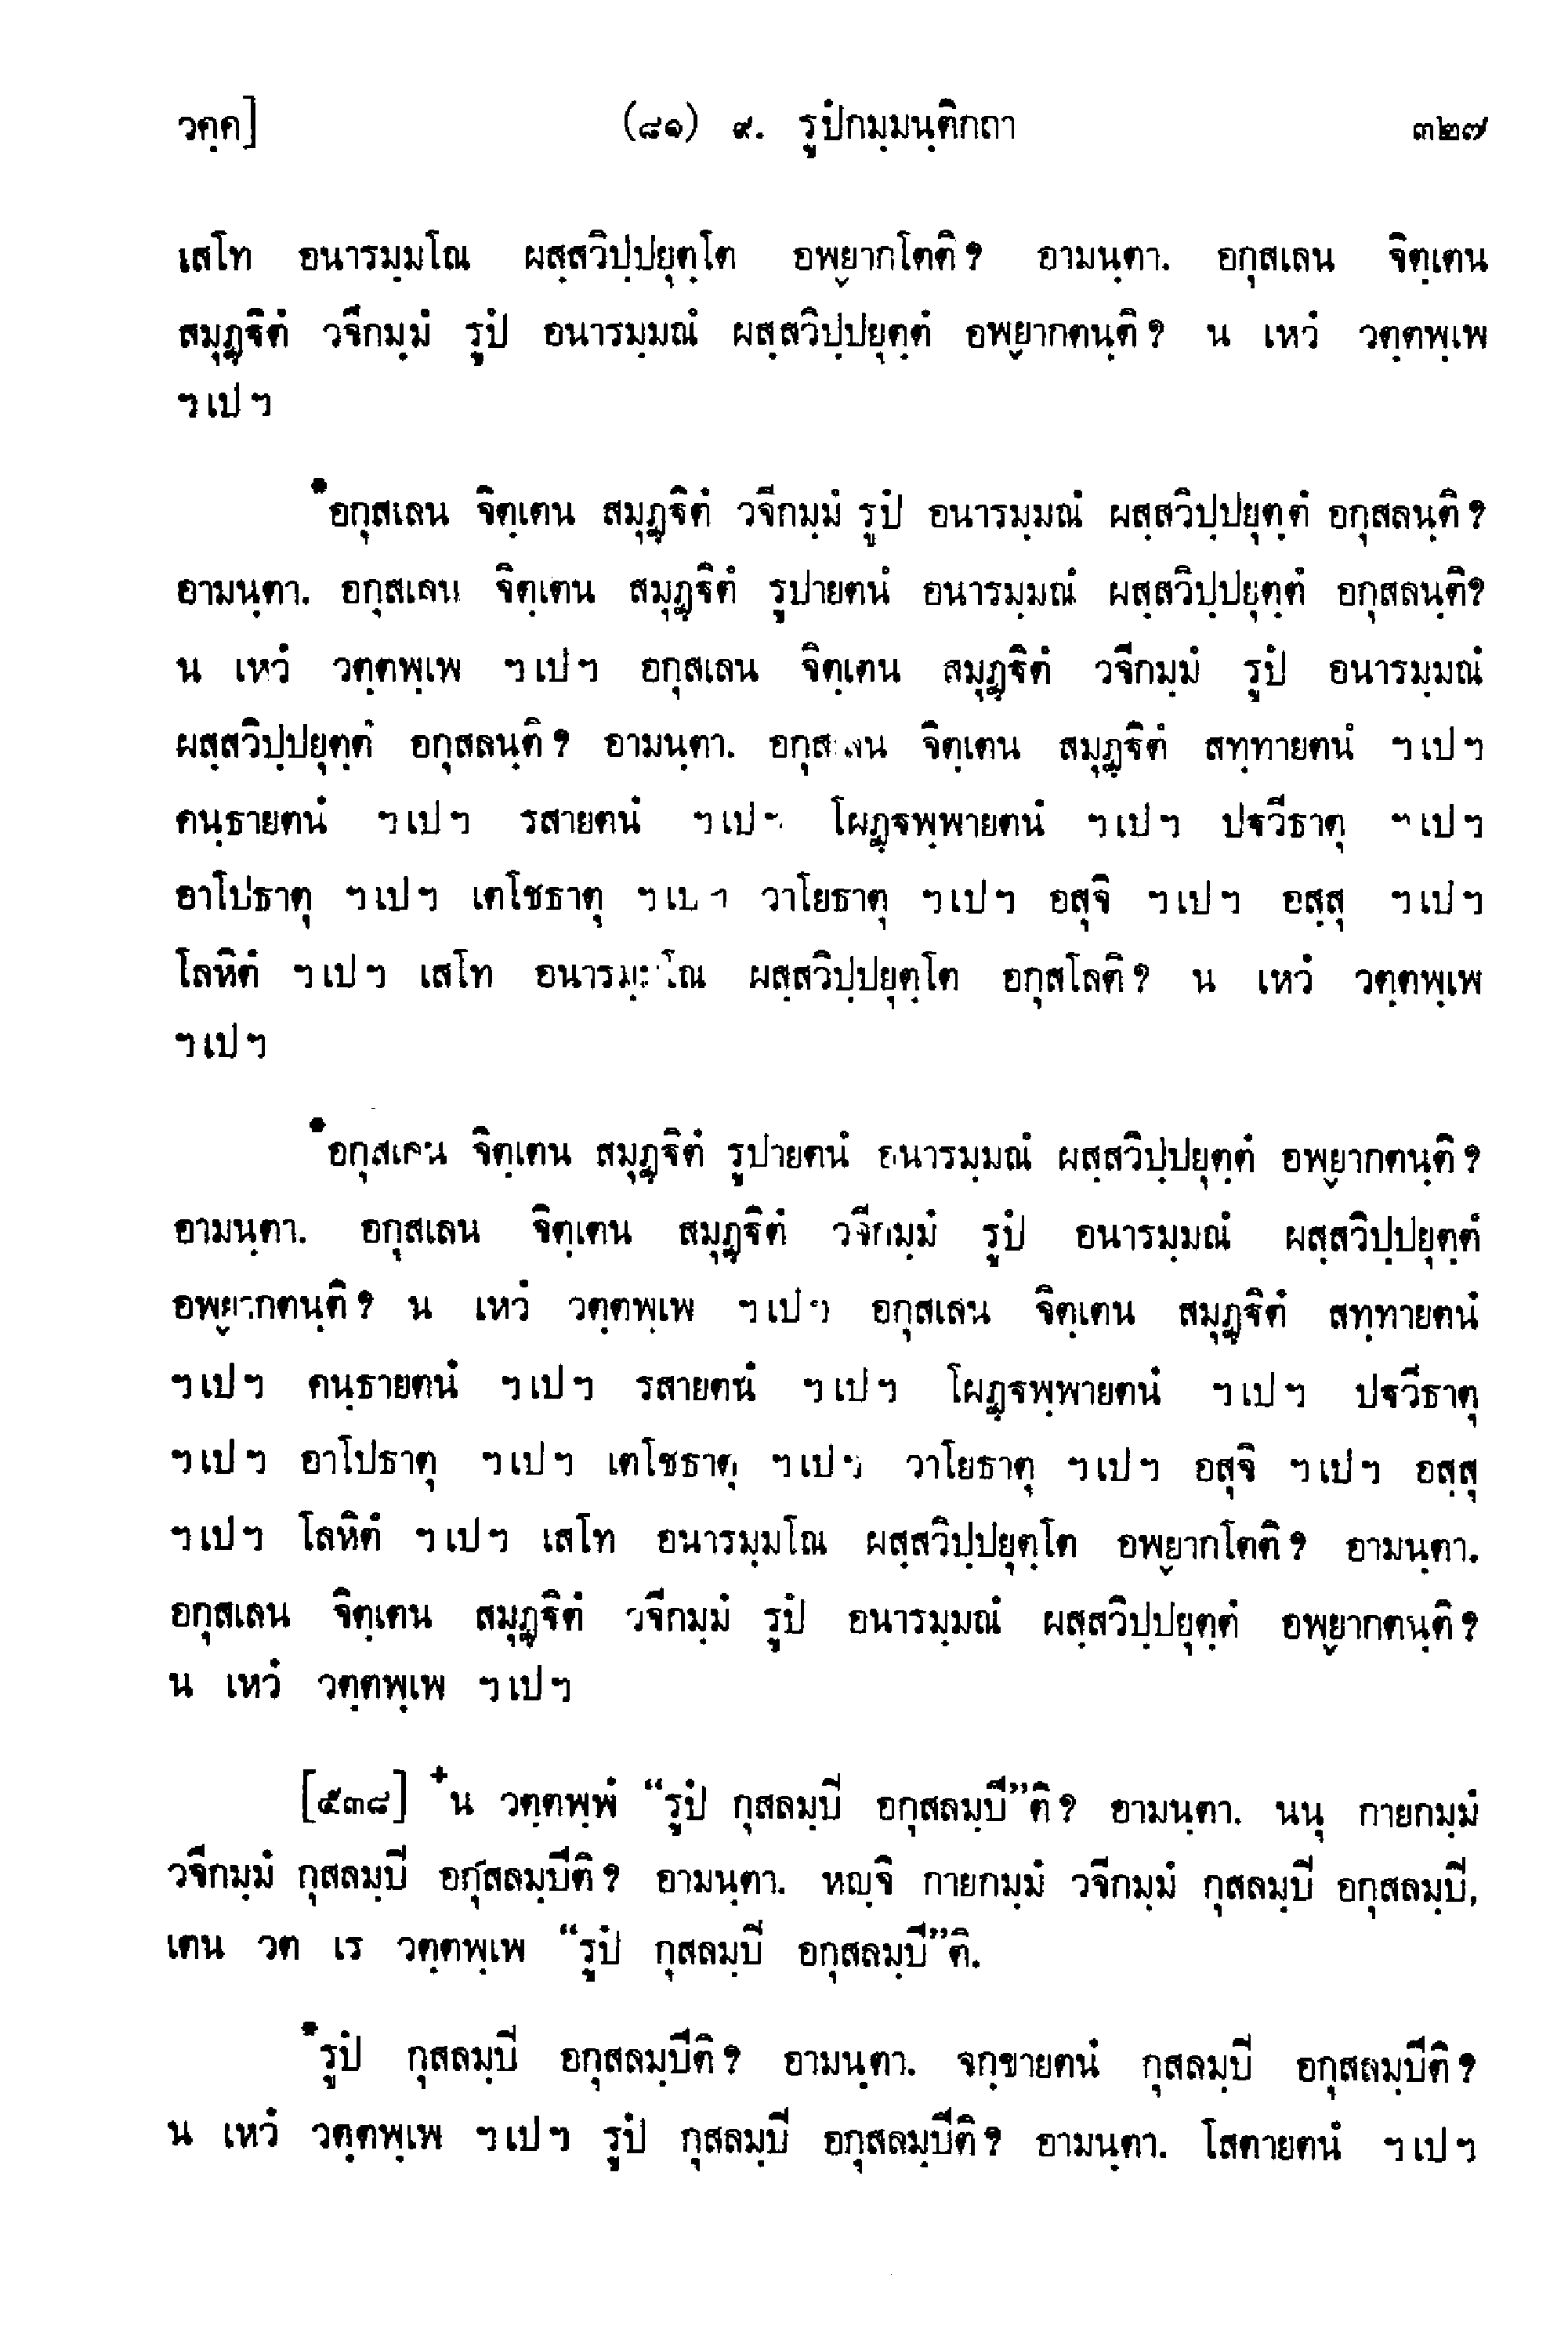 วคฺค]	(๘๑) ๙. รูปํกมฺมนฺติกถา	๓๒๗
เสโท อนารมฺมโณ ผสฺสวิปฺปยุตฺโต อพฺยากโตติ? อามนฺตา. อกุสเลน จิตฺเตน
สมุฏฺฐิตํ วจีกมฺมํ รูปํ อนารมฺมณํ ผสฺสวิปฺปยุตฺตํ อพฺยากตนฺติ? น เหวํ วตฺตพฺเพ
ฯเปฯ
*อกุสเลน จิตฺเตน สมุฏฺฐิตํ วจีกมฺมํ รูปํ อนารมฺมณํ ผสฺสวิปฺปยุตฺตํ อกุสลนฺติ?
อามนฺตา. อกุสเลน จิตฺเตน สมุฏฺฐิตํ รูปายตนํ อนารมฺมณํ ผสฺสวิปฺปยุตฺตํ อกุสลนฺติ?
น เหวํ วตฺตพฺเพ ฯเปฯ อกุสเลน จิตฺเตน สมุฏฺฐิตํ วจีกมฺมํ รูปํ อนารมฺมณํ
ผสฺสวิปฺปยุตฺตํ อกุสลนฺติ? อามนฺตา. อกุสเลน จิตฺเตน สมุฏฺฐิตํ สทฺทายตนํ ฯเปฯ
คนฺธายตนํ ฯเปฯ รสายตนํ ฯเปฯ โผฏฺฐพฺพายตนํ ฯเปฯ ปฐวีธาตุ ฯเปฯ
อาโปธาตุ ฯเปฯ เตโชธาตุ ฯเปฯ วาโยธาตุ ฯเปฯ อสุจิ ฯเปฯ อสฺสุ ฯเปฯ
โลหิตํ ฯเปฯ เสโท อนารมฺมโณ ผสฺสวิปฺปยุตฺโต อกุสโลติ? น เหวํ วตฺตพฺเพ
ฯเปฯ
*อกุสเลน จิตฺเตน สมุฏฺฐิตํ รูปายตนํ อนารมฺมณํ ผสฺสวิปฺปยุตฺตํ อพฺยากตนฺติ?
อามนฺตา. อกุสเลน จิตฺเตน สมุฏฺฐิตํ วจีกมฺมํ รูปํ อนารมฺมณํ ผสฺสวิปฺปยุตฺตํ
อพฺยากตนฺติ? น เหวํ วตฺตพฺเพ ฯเปฯ อกุสเลน จิตฺเตน สมุฏฺฐิตํ สทฺทายตนํ
ฯเปฯ คนฺธายตนํ ฯเปฯ รสายตนํ ฯเปฯ โผฏฺฐพฺพายตนํ ฯเปฯ ปฐวีธาตุ
ฯเปฯ อาโปธาตุ ฯเปฯ เตโชธาตุ ฯเปฯ วาโยธาตุ ฯเปฯ อสุจิ ฯเปฯ อสฺสุ
ฯเปฯ โลหิตํ ฯเปฯ เสโท อนารมฺมโณ ผสฺสวิปฺปยุตฺโต อพฺยากโตติ? อามนฺตา.
อกุสเลน จิตฺเตน สมุฏฺฐิตํ วจีกมฺมํ รูปํ อนารมฺมณํ ผสฺสวิปฺปยุตฺตํ อพฺยากตนฺติ?
น เหวํ วตฺตพฺเพ ฯเปฯ
[๕๓๘] +น วตฺตพฺพํ “รูปํ กุสลมฺปี อกุสลมฺปี”ติ? อามนฺตา. นนุ กายกมฺมํ
วจีกมฺมํ กุสลมฺปี อกุสลมฺปีติ? อามนฺตา. หญฺจิ กายกมฺมํ วจีกมฺมํ กุสลมฺปี อกุสลมฺปี,
เตน วต เร วตฺตพฺเพ “รูปํ กุสลมฺปี อกุสลมฺปี”ติ.
*รูปํ กุสลมฺปี อกุสลมฺปีติ? อามนฺตา. จกฺขายตนํ กุสลมฺปี อกุสลมฺปีติ?
น เหวํ วตฺตพฺเพ ฯเปฯ รูปํ กุสลมฺปี อกุสลมฺปีติ? อามนฺตา. โสตายตนํ ฯเปฯ